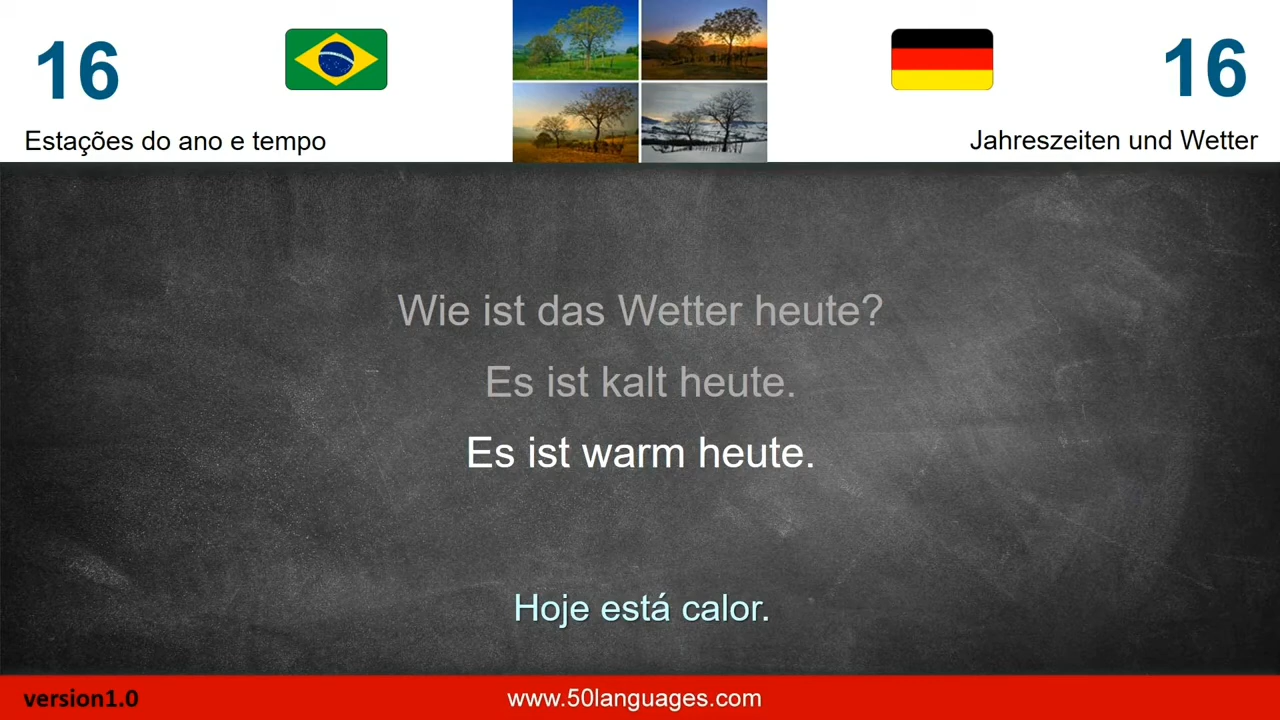 16
16
Estações do ano e tempo
Jahreszeiten und Wetter
Wie ist das Wetter heute?
Es ist kalt heute.
Es ist warm heute.
Hoje está calor.
version1.0
www.50languages.com